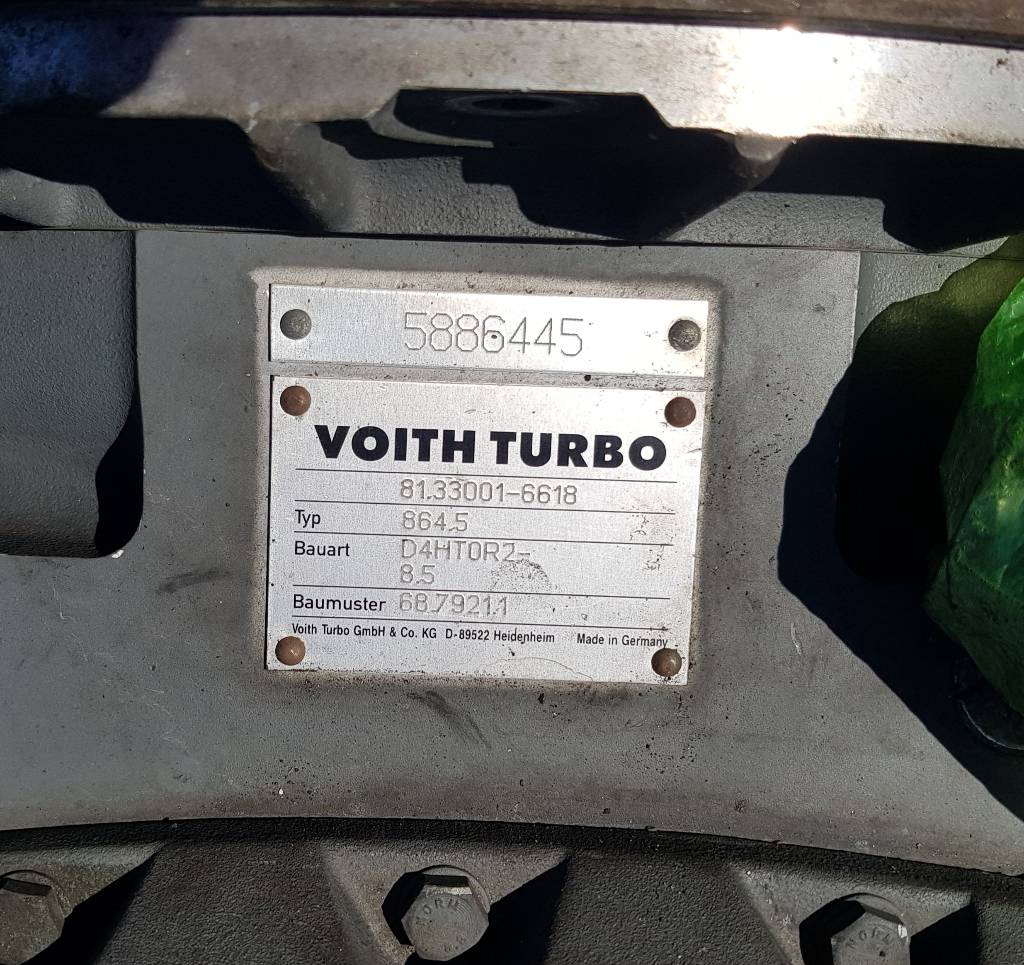 5886445
VOITH TURBO
81.33001-6618
Typ 864.5
Bauart D4HTOR2-
8.5
Baumuster 68.7921.1
Voith Turbo GmbH & Co. KG D-89522 Heidenheim Made in Germany